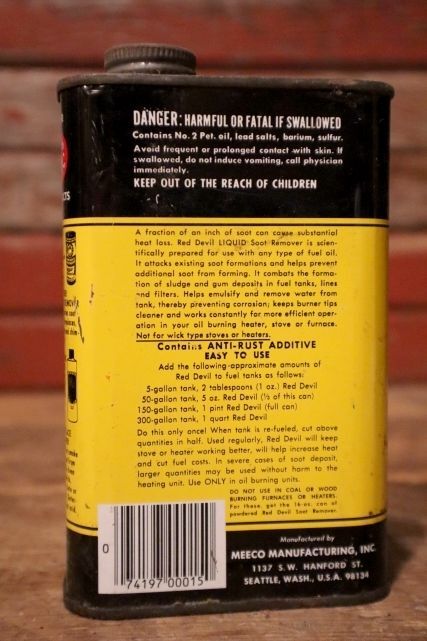 DANGER: HARMFUL OR FATAL IF SWALLOWED
Contains No. 2 Pet. oil, lead salts, barium, sulfur.
Avoid frequent or prolonged contact with skin. If
swallowed, do not induce vomiting, call physician
immediately.
KEEP OUT OF THE REACH OF CHILDREN
A fraction of an inch of soot can cause substantial
heat loss. Red Devil LIQUID Soot Remover is scien-
tifically prepared for use with any type of fuel oil.
It attacks existing soot formations and helps prevent
additional soot from forming. It combats the forma-
tion of sludge and gum deposits in fuel tanks, lines
and filters. Helps emulsify and remove water from
tank, thereby preventing corrosion; keeps burner tips
cleaner and works constantly for more efficient oper-
ation in your oil burning heater, stove or furnace.
Not for wick type stoves or heaters.
Contains ANTI-RUST ADDITIVE
EASY TO USE
Add the following approximate amounts of
Red Devil to fuel tanks as follows:
5-gallon tank, 2 tablespoons (1 oz.) Red Devil
50-gallon tank, 5 oz. Red Devil (⅓ of this can)
150-gallon tank, 1 pint Red Devil (full can)
300-gallon tank, 1 quart Red Devil
Do this only once! When tank is re-fueled, cut above
quantities in half. Used regularly, Red Devil will keep
stove or heater working better, will help increase heat
and cut fuel costs. In severe cases of soot deposit,
larger quantities may be used without harm to the
heating unit. Use ONLY in oil burning units.
DO NOT USE IN COAL OR WOOD
BURNING FURNACES OR HEATERS.
For these, get the 16-oz. can of
powdered Red Devil Soot Remover.
0
74197 00015
Manufactured by
MEECO MANUFACTURING, INC.
1137 S.W. HANFORD ST.
SEATTLE, WASH., U.S.A. 98134